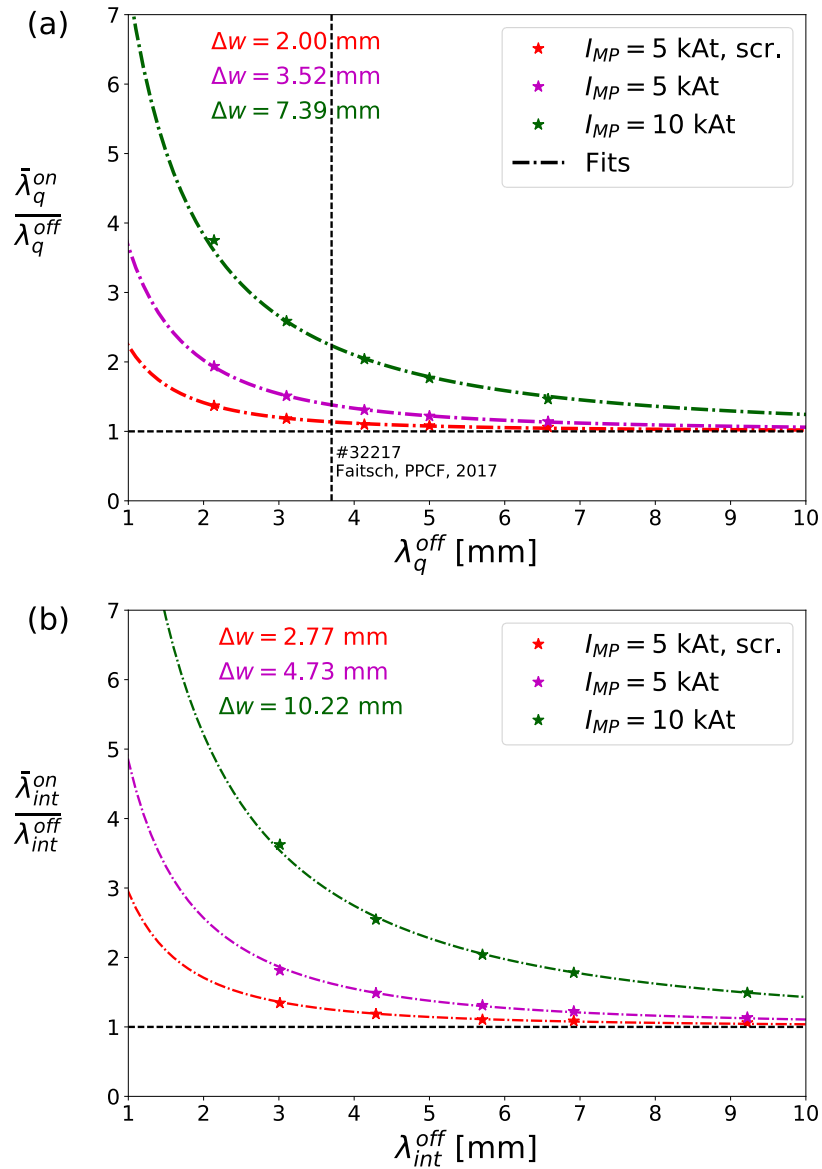 (a)
7
6
5
4
3
2
1
0
Δw = 2.00 mm
Δw = 3.52 mm
Δw = 7.39 mm
I_MP = 5 kAt, scr.
I_MP = 5 kAt
I_MP = 10 kAt
Fits
λ̄_q^on
λ_q^off
#32217
Faitsch, PPCF, 2017
1 2 3 4 5 6 7 8 9 10
λ_q^off [mm]
(b)
7
6
5
4
3
2
1
0
Δw = 2.77 mm
Δw = 4.73 mm
Δw = 10.22 mm
I_MP = 5 kAt, scr.
I_MP = 5 kAt
I_MP = 10 kAt
λ̄_int^on
λ_int^off
1 2 3 4 5 6 7 8 9 10
λ_int^off [mm]